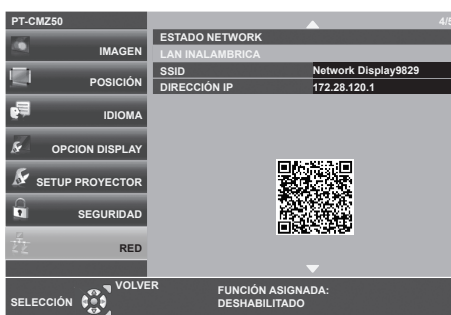 PT-CMZ50
4/5
IMAGEN
POSICIÓN
IDIOMA
OPCION DISPLAY
SETUP PROYECTOR
SEGURIDAD
RED
ESTADO NETWORK
LAN INALAMBRICA
SSID Network Display9829
DIRECCIÓN IP 172.28.120.1
SELECCIÓN
VOLVER
FUNCIÓN ASIGNADA:
DESHABILITADO